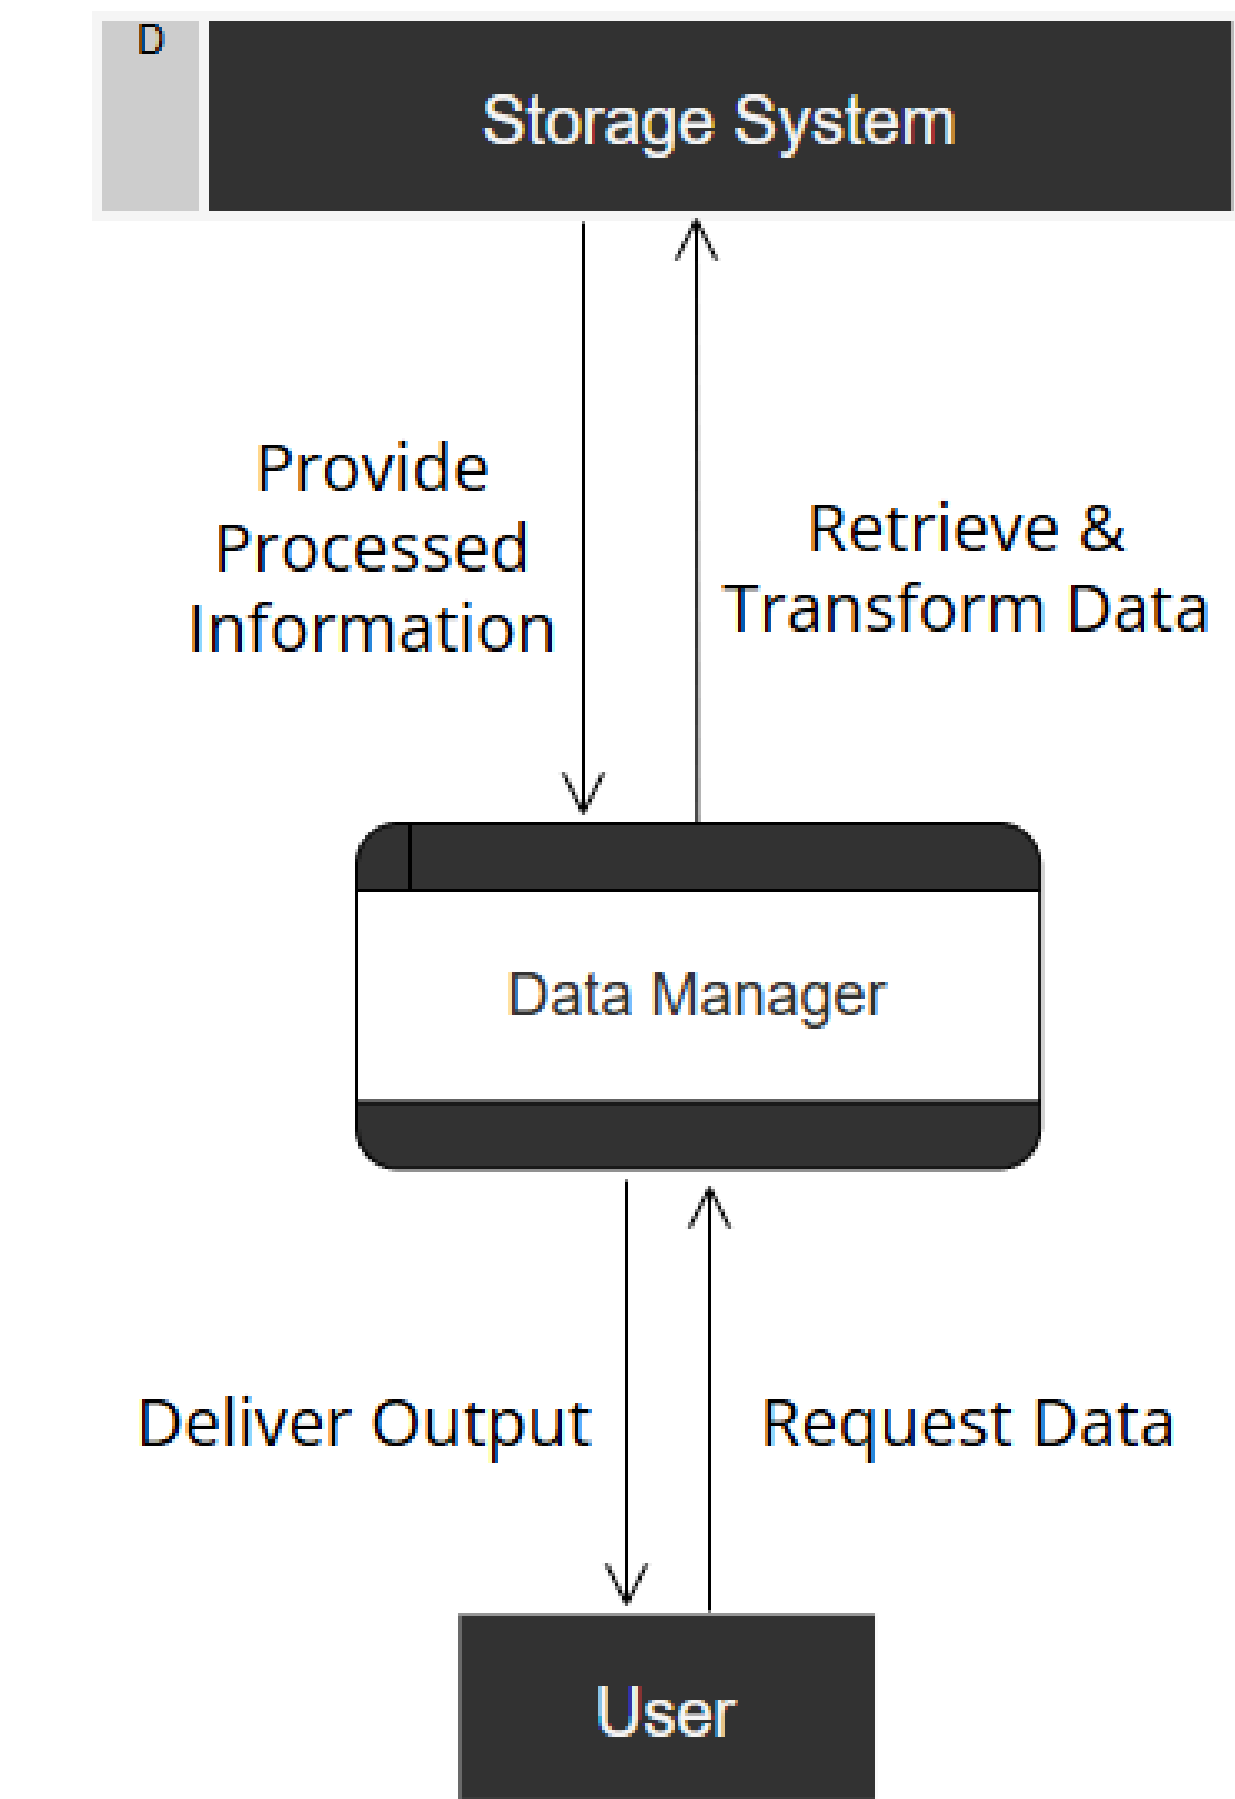 D
Storage System
Provide
Processed
Information
Retrieve &
Transform Data
Data Manager
Deliver Output
Request Data
User